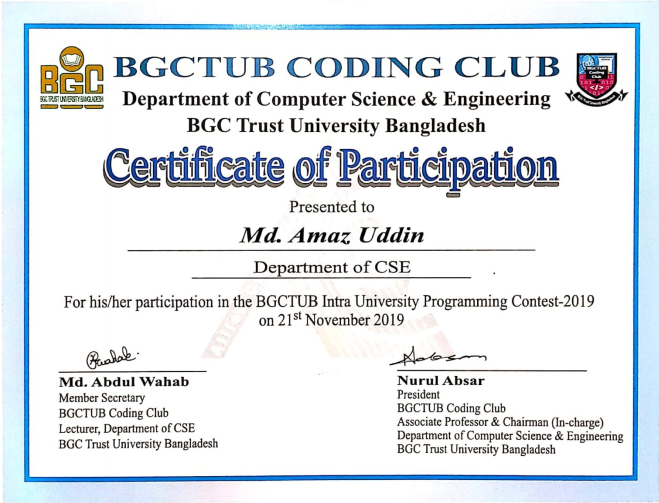 BGCTUB CODING CLUB
Department of Computer Science & Engineering
BGC Trust University Bangladesh
BGC
BGC TRUST UNIVERSITY BANGLADESH
BGCTUB
Coding
Club
</>
Certificate of Participation
Presented to
Md. Amaz Uddin
Department of CSE
For his/her participation in the BGCTUB Intra University Programming Contest-2019
on 21st November 2019
Md. Abdul Wahab
Member Secretary
BGCTUB Coding Club
Lecturer, Department of CSE
BGC Trust University Bangladesh
Nurul Absar
President
BGCTUB Coding Club
Associate Professor & Chairman (In-charge)
Department of Computer Science & Engineering
BGC Trust University Bangladesh